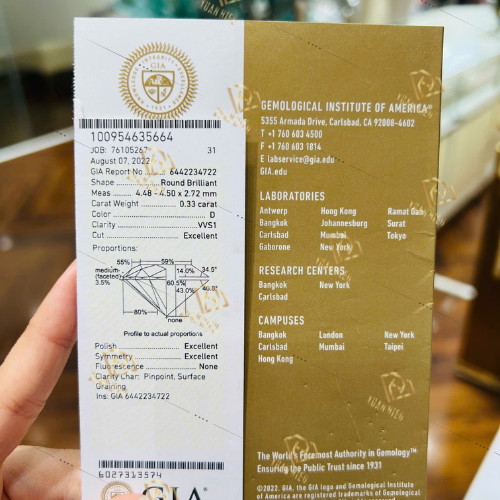 GIA
100954635664
JOB: 76105267 31
August 07, 2022
GIA Report No ........ 6442234722
Shape ............ Round Brilliant
Meas ..... 4.48 - 4.50 x 2.72 mm
Carat Weight ............ 0.33 carat
Color ............ D
Clarity ............ VVS1
Cut ............ Excellent
Proportions:
55% 59%
medium- (faceted) 3.5%
14.0% 34.5°
60.5%
43.0%
80%
none
Profile to actual proportions
Polish ............ Excellent
Symmetry ............ Excellent
Fluorescence ............ None
Clarity Char: Pinpoint, Surface
Graining
Ins: GIA 6442234722
6027313574
GIA
GEMOLOGICAL INSTITUTE OF AMERICA
5355 Armada Drive, Carlsbad, CA 92008-4602
T +1 760 603 4500
F +1 760 603 1814
E labservice@gia.edu
GIA.edu
LABORATORIES
Antwerp Hong Kong Ramat Gan
Bangkok Johannesburg Surat
Carlsbad Mumbai Tokyo
Gaborone New York
RESEARCH CENTERS
Bangkok New York
Carlsbad
CAMPUSES
Bangkok London New York
Carlsbad Mumbai Taipei
Hong Kong
The World's Foremost Authority in Gemology™
Ensuring the Public Trust since 1931
©2022. GIA, the GIA logo and Gemological Institute
of America are registered trademarks of Gemological
YUAN HIEN